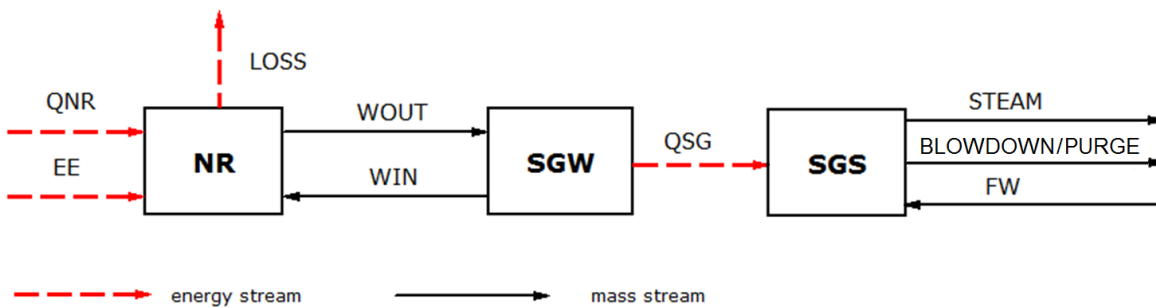 LOSS
QNR
WOUT
STEAM
BLOWDOWN/PURGE
NR
SGW
QSG
SGS
EE
WIN
FW
energy stream
mass stream